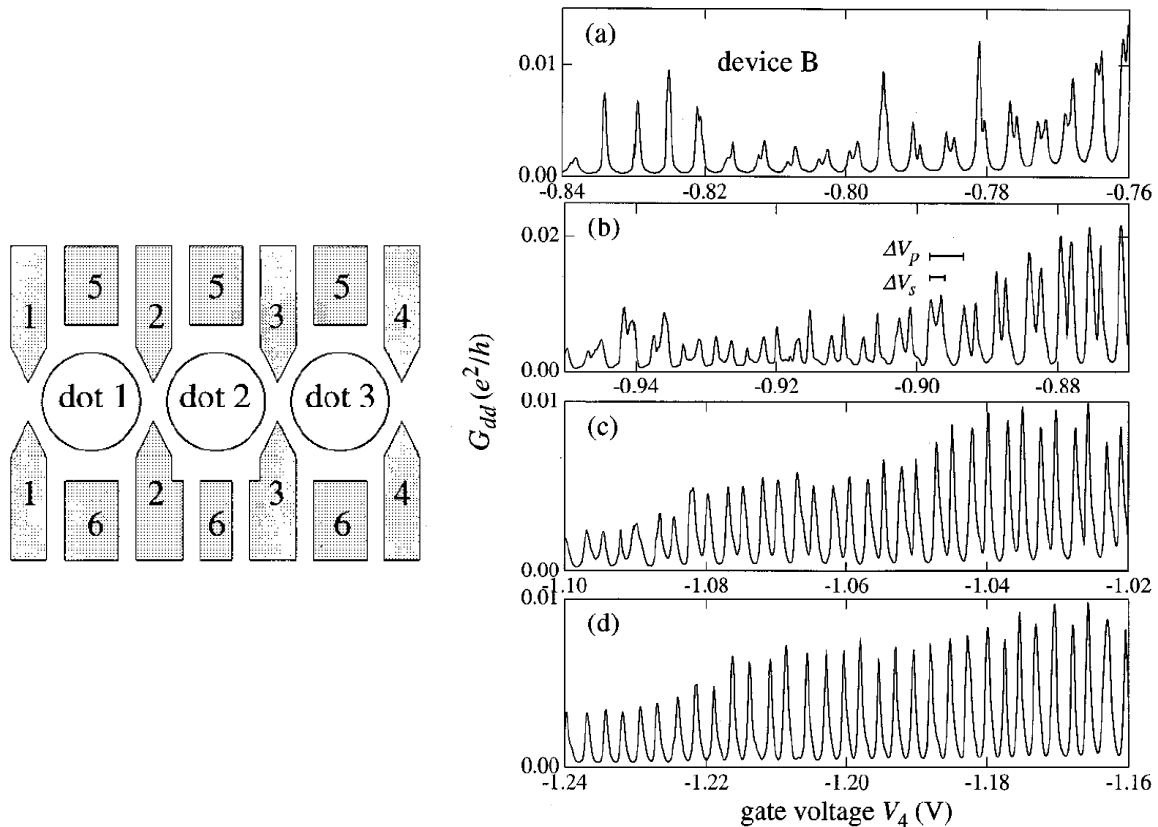 1 5 2 5 3 5 4
dot 1 dot 2 dot 3
1 6 2 6 3 6 4
(a)
device B
0.01
0.00
-0.84 -0.82 -0.80 -0.78 -0.76
(b)
0.02
ΔVp
ΔVs
0.00
-0.94 -0.92 -0.90 -0.88
Gdd (e²/h)
0.01
(c)
0.00
-1.10 -1.08 -1.06 -1.04 -1.02
0.01
(d)
0.00
-1.24 -1.22 -1.20 -1.18 -1.16
gate voltage V4 (V)